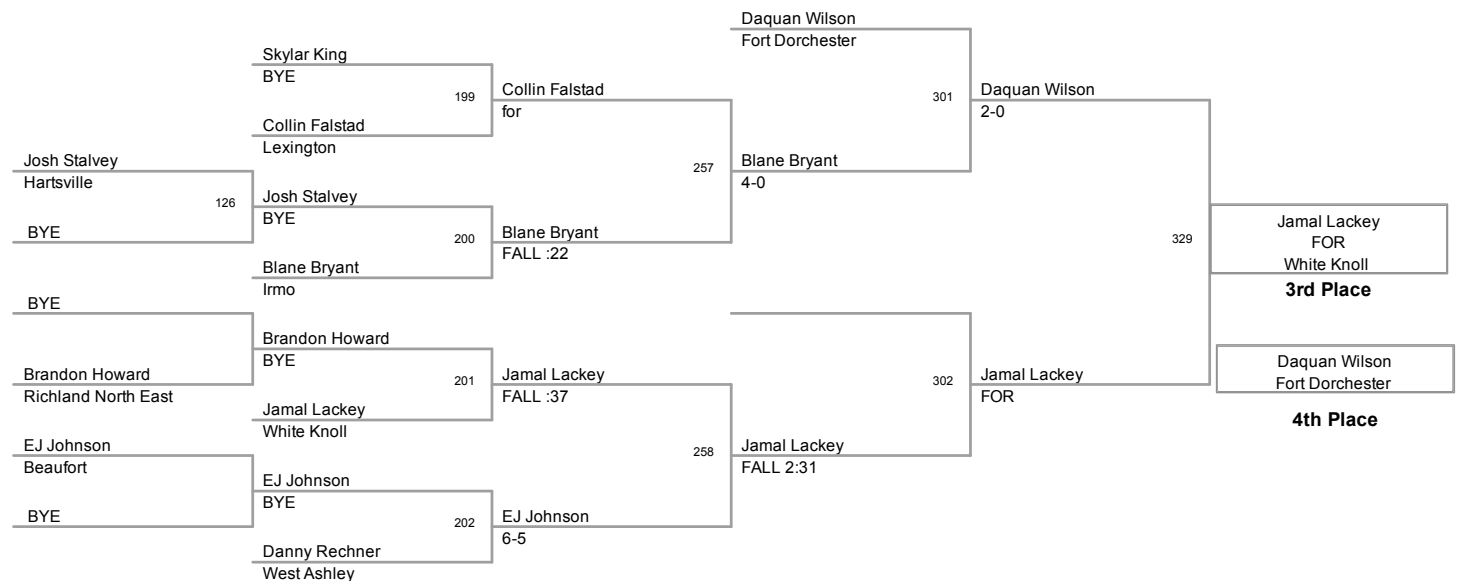 Daquan Wilson
Fort Dorchester
Skylar King
BYE
199
Collin Falstad
for
301
Daquan Wilson
2-0
Collin Falstad
Lexington
Josh Stalvey
Hartsville
257
Blane Bryant
4-0
126
Josh Stalvey
BYE
BYE
200
Blane Bryant
FALL :22
329
Jamal Lackey
FOR
White Knoll
3rd Place
Blane Bryant
Irmo
BYE
Brandon Howard
BYE
Brandon Howard
Richland North East
201
Jamal Lackey
FALL :37
302
Jamal Lackey
FOR
Daquan Wilson
Fort Dorchester
4th Place
Jamal Lackey
White Knoll
EJ Johnson
Beaufort
258
Jamal Lackey
FALL 2:31
EJ Johnson
BYE
BYE
202
EJ Johnson
6-5
Danny Rechner
West Ashley